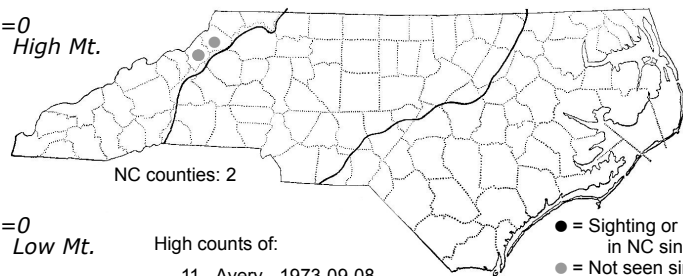 =0
High Mt.
NC counties: 2
=0
Low Mt.
High counts of:
11 - Avery - 1973-09-08
● = Sighting or
in NC sin
● = Not seen si